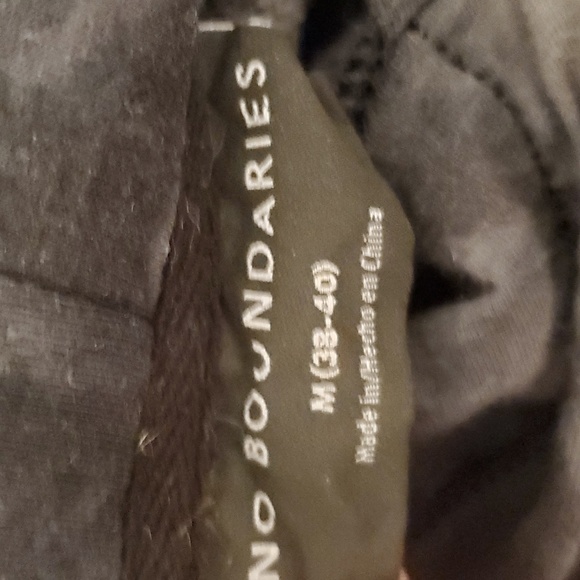 NO BOUNDARIES
M (38-40)
Made in/Hecho en China